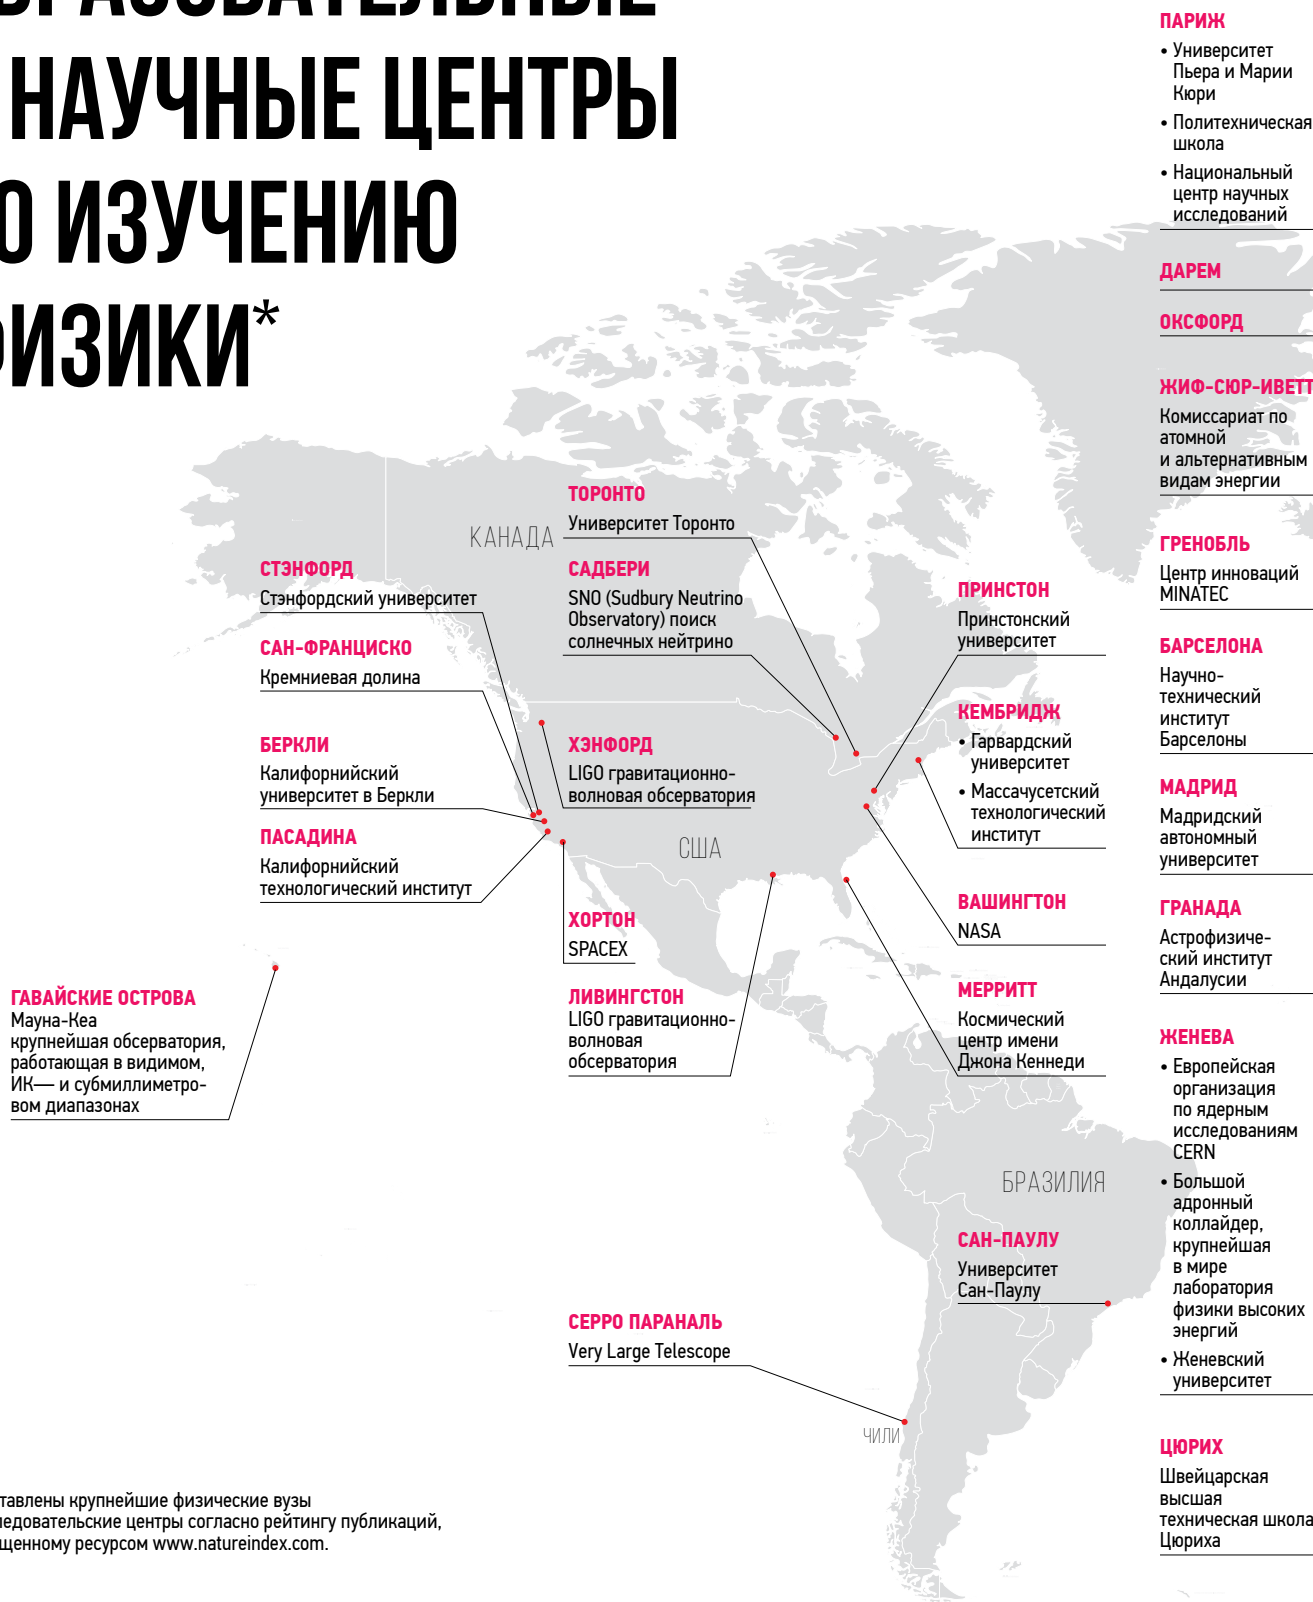 БРАЗОВАТЕЛЬНЫЕ
НАУЧНЫЕ ЦЕНТРЫ
О ИЗУЧЕНИЮ
ФИЗИКИ*
ТОРОНТО
Университет Торонто
КАНАДА
СТЭНФОРД
Стэнфордский университет
САДБЕРИ
SNO (Sudbury Neutrino
Observatory) поиск
солнечных нейтрино
САН-ФРАНЦИСКО
Кремниевая долина
БЕРКЛИ
Калифорнийский
университет в Беркли
ХЭНФОРД
LIGO гравитационно-
волновая обсерватория
ПАСАДИНА
Калифорнийский
технологический институт
США
ХОРТОН
SPACEX
ЛИВИНГСТОН
LIGO гравитационно-
волновая
обсерватория
ГАВАЙСКИЕ ОСТРОВА
Мауна-Кеа
крупнейшая обсерватория,
работающая в видимом,
ИК— и субмиллиметро-
вом диапазонах
ПРИНСТОН
Принстонский
университет
КЕМБРИДЖ
• Гарвардский
университет
• Массачусетский
технологический
институт
ВАШИНГТОН
NASA
МЕРРИТТ
Космический
центр имени
Джона Кеннеди
БРАЗИЛИЯ
САН-ПАУЛУ
Университет
Сан-Паулу
СЕРРО ПАРАНАЛЬ
Very Large Telescope
ЧИЛИ
ПАРИЖ
• Университет
Пьера и Марии
Кюри
• Политехническая
школа
• Национальный
центр научных
исследований
ДАРЕМ
ОКСФОРД
ЖИФ-СЮР-ИВЕТТ
Комиссариат по
атомной
и альтернативным
видам энергии
ГРЕНОБЛЬ
Центр инноваций
MINATEC
БАРСЕЛОНА
Научно-
технический
институт
Барселоны
МАДРИД
Мадридский
автономный
университет
ГРАНАДА
Астрофизиче-
ский институт
Андалусии
ЖЕНЕВА
• Европейская
организация
по ядерным
исследованиям
CERN
• Большой
адронный
коллайдер,
крупнейшая
в мире
лаборатория
физики высоких
энергий
• Женевский
университет
ЦЮРИХ
Швейцарская
высшая
техническая школа
Цюриха
тавлены крупнейшие физические вузы
ледовательские центры согласно рейтингу публикаций,
щенному ресурсом www.natureindex.com.